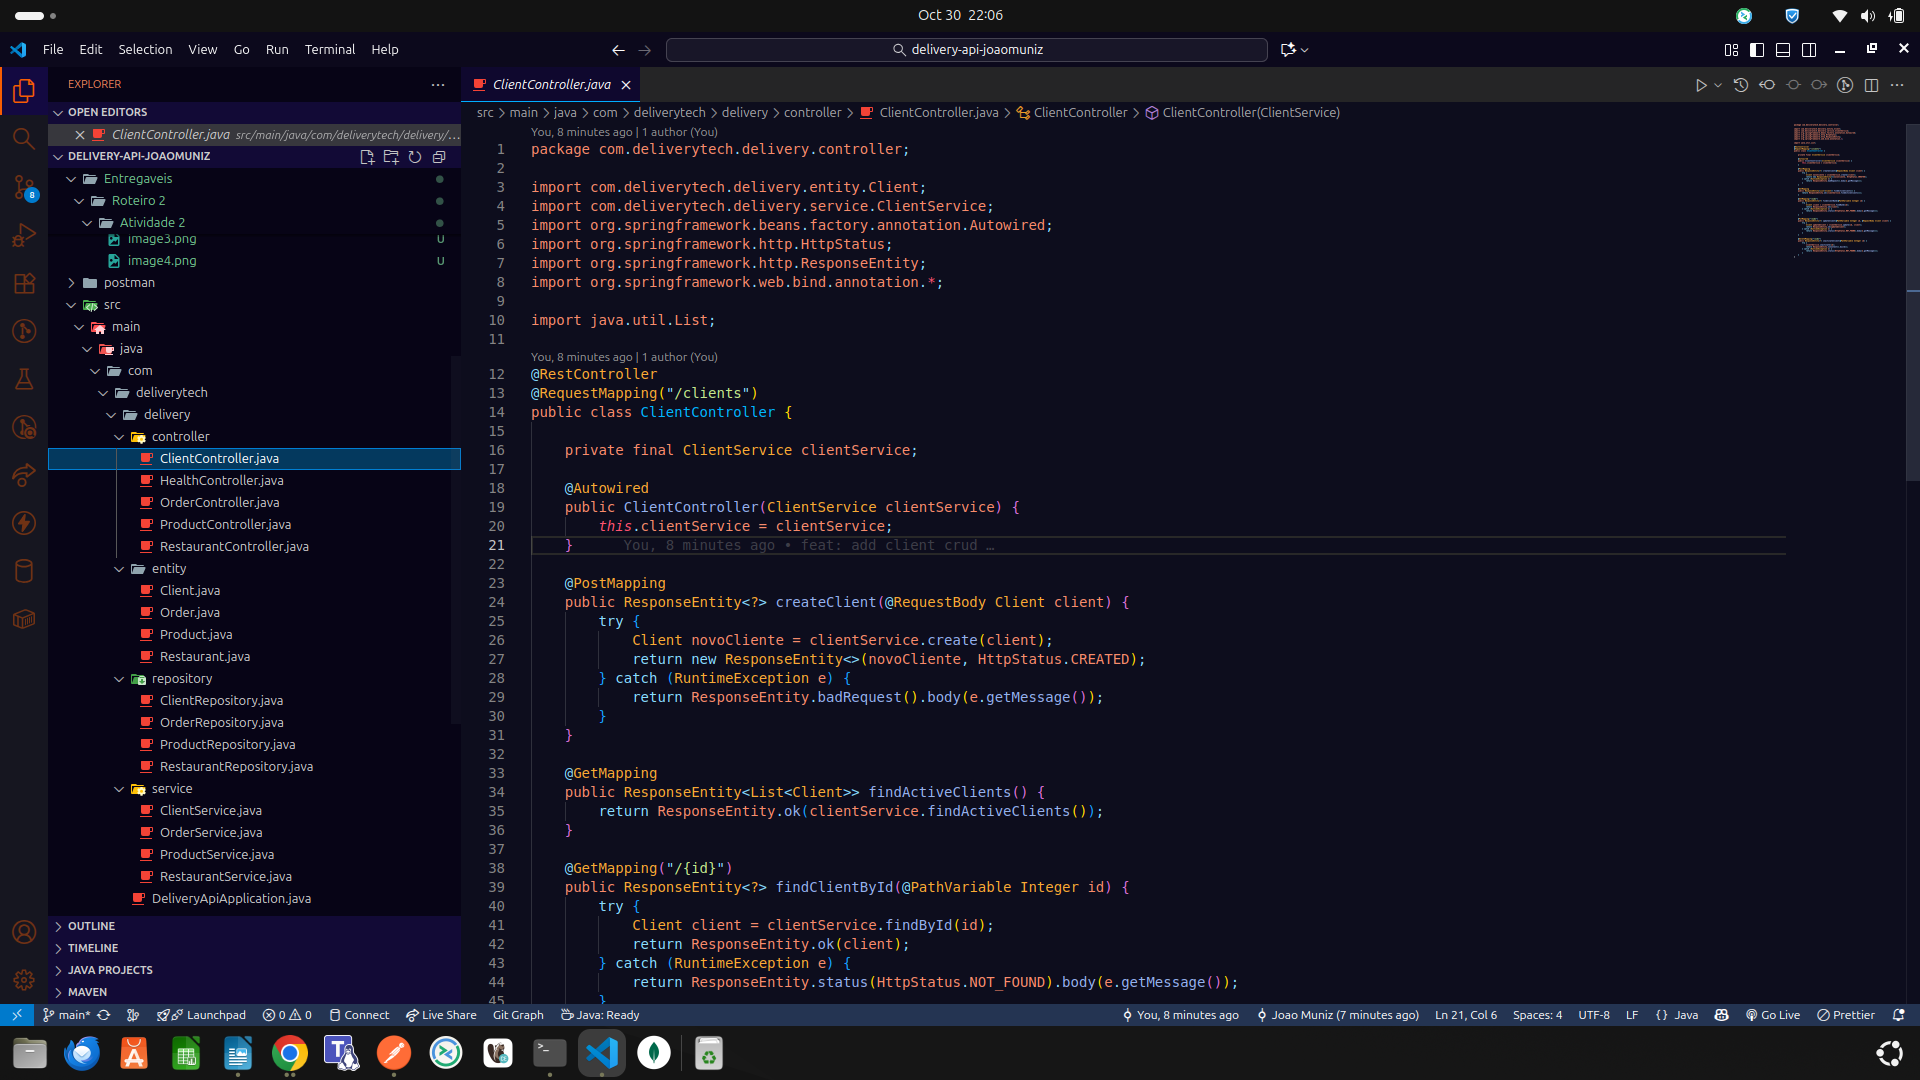 Oct 30 22:06
File Edit Selection View Go Run Terminal Help
delivery-api-joaomuniz
EXPLORER
OPEN EDITORS
ClientController.java src/main/java/com/deliverytech/delivery/...
DELIVERY-API-JOAOMUNIZ
Entregaveis
Roteiro 2
Atividade 2
image3.png U
image4.png U
postman
src
main
java
com
deliverytech
delivery
controller
ClientController.java
HealthController.java
OrderController.java
ProductController.java
RestaurantController.java
entity
Client.java
Order.java
Product.java
Restaurant.java
repository
ClientRepository.java
OrderRepository.java
ProductRepository.java
RestaurantRepository.java
service
ClientService.java
OrderService.java
ProductService.java
RestaurantService.java
DeliveryApiApplication.java
OUTLINE
TIMELINE
JAVA PROJECTS
MAVEN
8
ClientController.java
src > main > java > com > deliverytech > delivery > controller > ClientController.java > ClientController > ClientController(ClientService)
You, 8 minutes ago | 1 author (You)
1 package com.deliverytech.delivery.controller;
2
3 import com.deliverytech.delivery.entity.Client;
4 import com.deliverytech.delivery.service.ClientService;
5 import org.springframework.beans.factory.annotation.Autowired;
6 import org.springframework.http.HttpStatus;
7 import org.springframework.http.ResponseEntity;
8 import org.springframework.web.bind.annotation.*;
9
10 import java.util.List;
11
You, 8 minutes ago | 1 author (You)
12 @RestController
13 @RequestMapping("/clients")
14 public class ClientController {
15
16 private final ClientService clientService;
17
18 @Autowired
19 public ClientController(ClientService clientService) {
20 this.clientService = clientService;
21 } You, 8 minutes ago • feat: add client crud …
22
23 @PostMapping
24 public ResponseEntity<?> createClient(@RequestBody Client client) {
25 try {
26 Client novoCliente = clientService.create(client);
27 return new ResponseEntity<>(novoCliente, HttpStatus.CREATED);
28 } catch (RuntimeException e) {
29 return ResponseEntity.badRequest().body(e.getMessage());
30 }
31 }
32
33 @GetMapping
34 public ResponseEntity<List<Client>> findActiveClients() {
35 return ResponseEntity.ok(clientService.findActiveClients());
36 }
37
38 @GetMapping("/{id}")
39 public ResponseEntity<?> findClientById(@PathVariable Integer id) {
40 try {
41 Client client = clientService.findById(id);
42 return ResponseEntity.ok(client);
43 } catch (RuntimeException e) {
44 return ResponseEntity.status(HttpStatus.NOT_FOUND).body(e.getMessage());
45 }
main* Launchpad 0 0 Connect Live Share Git Graph Java: Ready You, 8 minutes ago Joao Muniz (7 minutes ago) Ln 21, Col 6 Spaces: 4 UTF-8 LF {} Java Go Live Prettier